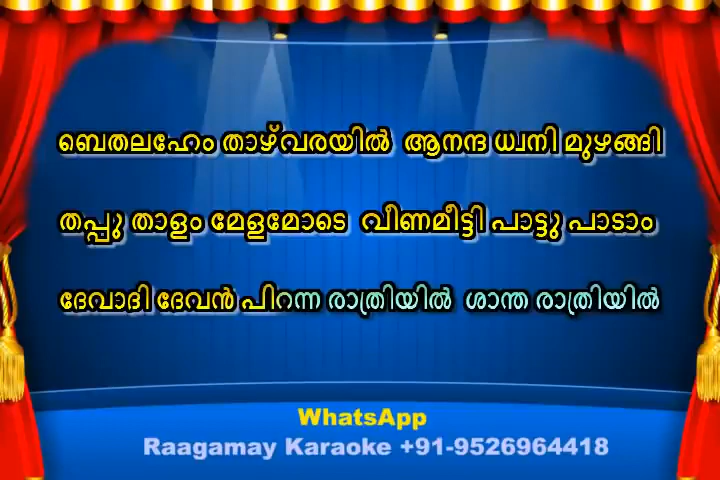 ബെതലഹേം താഴ്‌വരയിൽ ആനന്ദ ധ്വനി മുഴങ്ങി
തപ്പു താളം മേളമോടെ വീണമീട്ടി പാട്ടു പാടാം
ദേവാദി ദേവൻ പിറന്ന രാത്രിയിൽ ശാന്ത രാത്രിയിൽ
WhatsApp
Raagamay Karaoke +91-9526964418